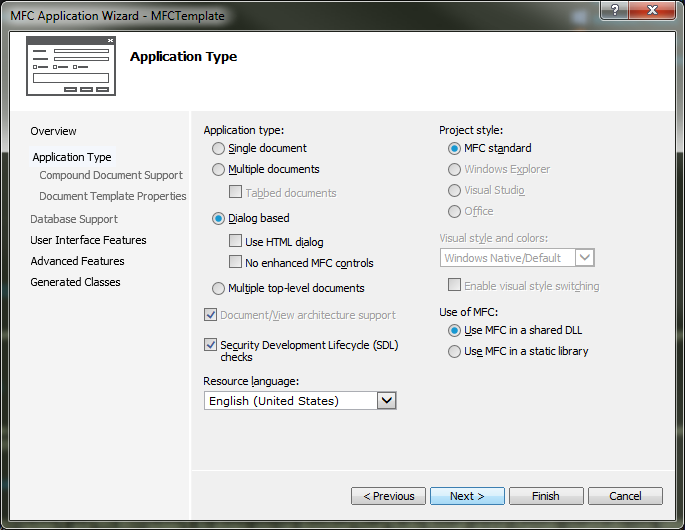 MFC Application Wizard - MFCTemplate
?
Application Type
Overview
Application Type
Compound Document Support
Document Template Properties
Database Support
User Interface Features
Advanced Features
Generated Classes
Application type:
Single document
Multiple documents
Tabbed documents
Dialog based
Use HTML dialog
No enhanced MFC controls
Multiple top-level documents
Document/View architecture support
Security Development Lifecycle (SDL)
checks
Resource language:
English (United States)
Project style:
MFC standard
Windows Explorer
Visual Studio
Office
Visual style and colors:
Windows Native/Default
Enable visual style switching
Use of MFC:
Use MFC in a shared DLL
Use MFC in a static library
< Previous
Next >
Finish
Cancel